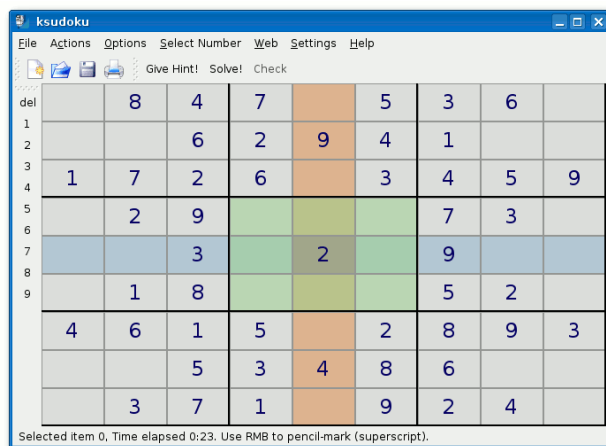 ksudoku
File Actions Options Select Number Web Settings Help
Give Hint! Solve! Check
del
1
2
3
4
5
6
7
8
9
8 4 7 5 3 6
6 2 9 4 1
1 7 2 6 3 4 5 9
2 9 7 3
3 2 9
1 8 5 2
4 6 1 5 2 8 9 3
5 3 4 8 6
3 7 1 9 2 4
Selected item 0, Time elapsed 0:23. Use RMB to pencil-mark (superscript).